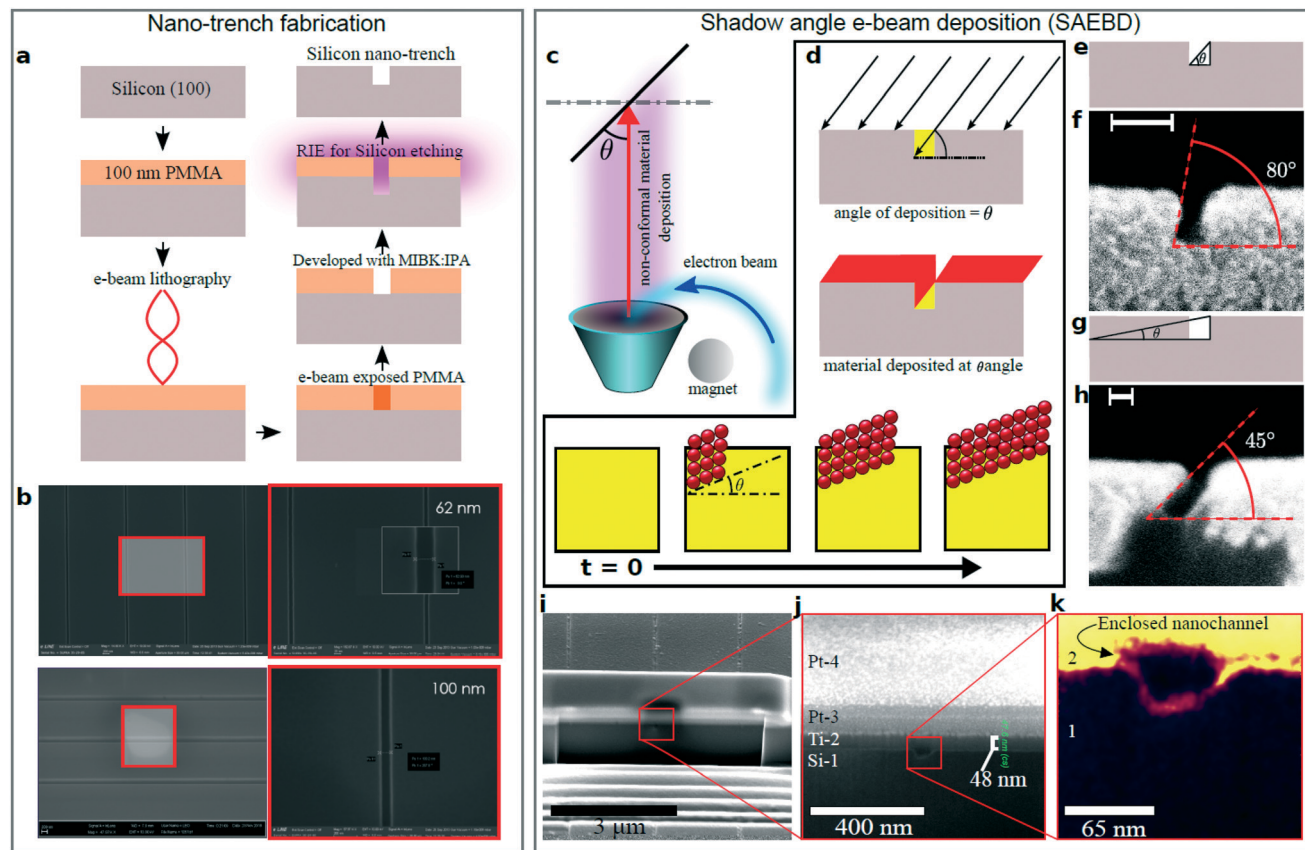 Nano-trench fabrication
a
Silicon (100)
100 nm PMMA
e-beam lithography
Silicon nano-trench
RIE for Silicon etching
Developed with MIBK:IPA
e-beam exposed PMMA
b
62 nm
100 nm
Shadow angle e-beam deposition (SAEBD)
c
θ
non-conformal material
deposition
electron beam
magnet
d
angle of deposition = θ
material deposited at θ angle
θ
t = 0
e
θ
f
80°
g
θ
h
45°
i
3 μm
j
Pt-4
Pt-3
Ti-2
Si-1
48 nm
400 nm
k
Enclosed nanochannel
2
1
65 nm